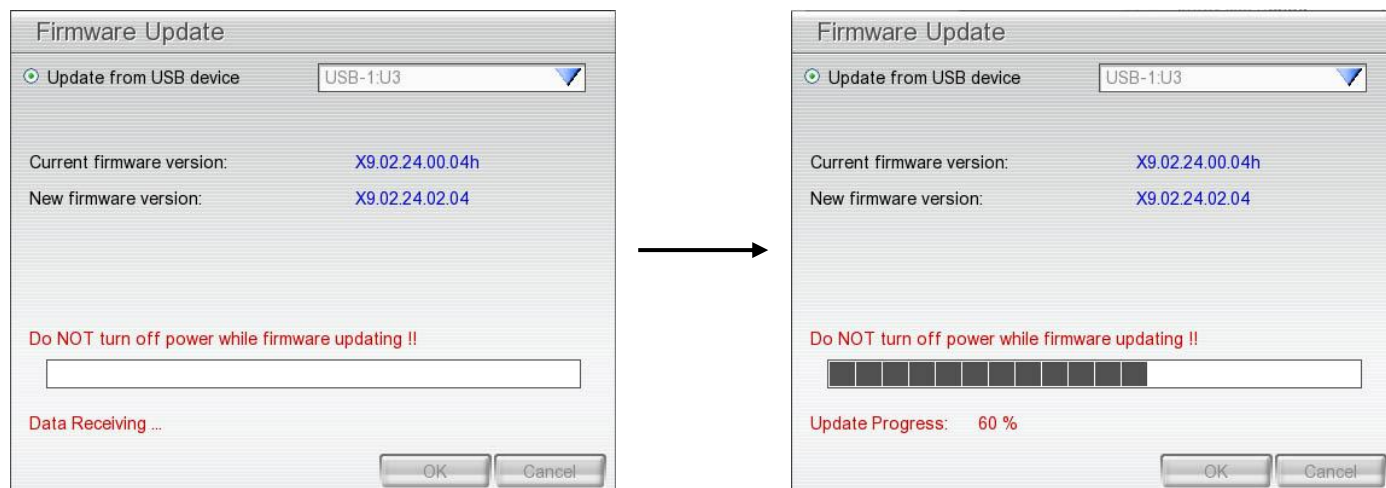 Firmware Update
Update from USB device USB-1:U3
Current firmware version: X9.02.24.00.04h
New firmware version: X9.02.24.02.04
Do NOT turn off power while firmware updating !!
Data Receiving ...
OK Cancel
Firmware Update
Update from USB device USB-1:U3
Current firmware version: X9.02.24.00.04h
New firmware version: X9.02.24.02.04
Do NOT turn off power while firmware updating !!
Update Progress: 60 %
OK Cancel